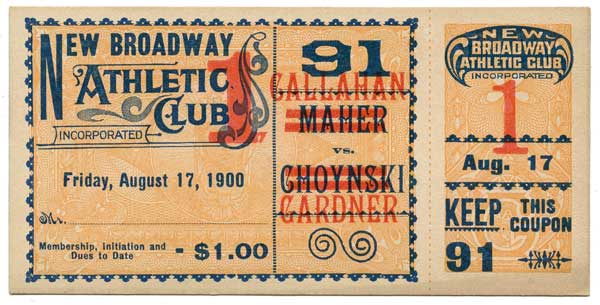 NEW BROADWAY
ATHLETIC
CLUB
INCORPORATED
1
Friday, August 17, 1900
Mr.
Membership, Initiation and
Dues to Date - $1.00
91
CALLAHAN
MAHER
vs.
CHOYNSKI
GARDNER
NEW
BROADWAY
ATHLETIC CLUB
INCORPORATED
1
Aug. 17
KEEP THIS
COUPON
91